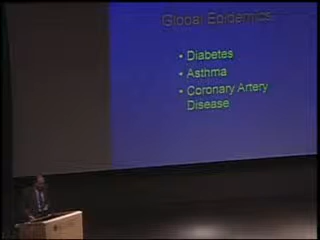 Global Epidemics
• Diabetes
• Asthma
• Coronary Artery
Disease